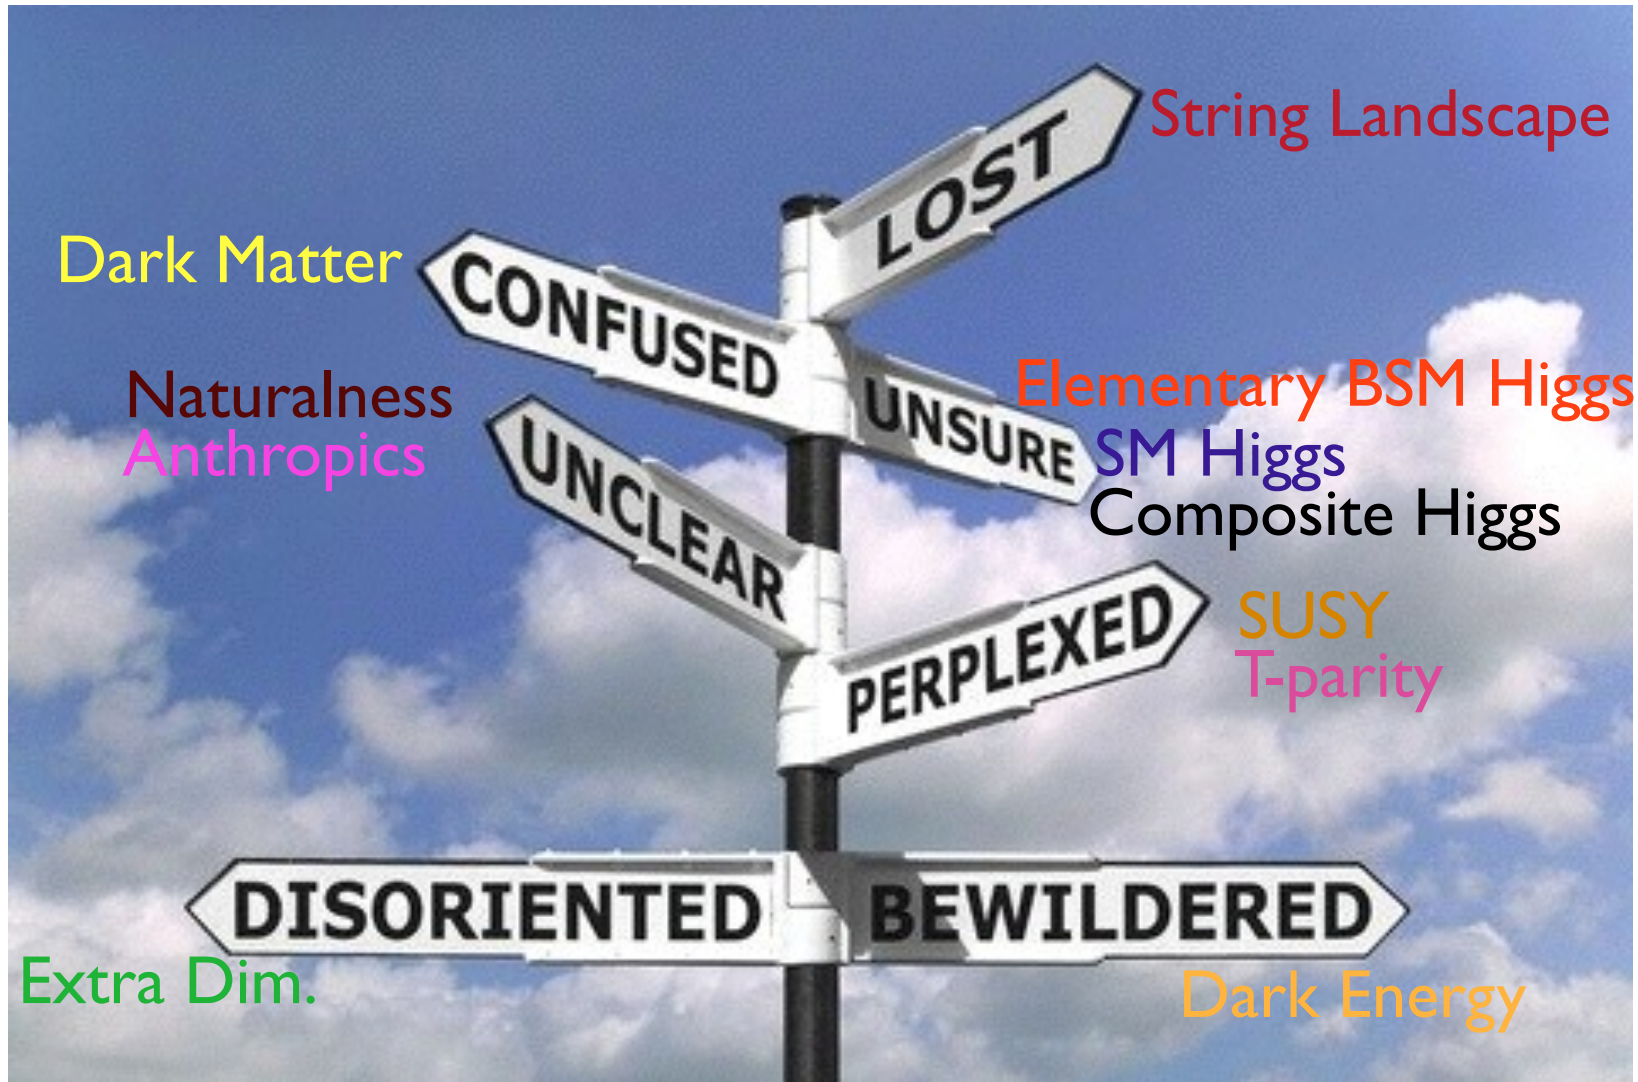 String Landscape
LOST
Dark Matter
CONFUSED
Elementary BSM Higgs
UNSURE
Naturalness
Anthropics
SM Higgs
Composite Higgs
UNCLEAR
SUSY
T-parity
PERPLEXED
DISORIENTED
BEWILDERED
Extra Dim.
Dark Energy